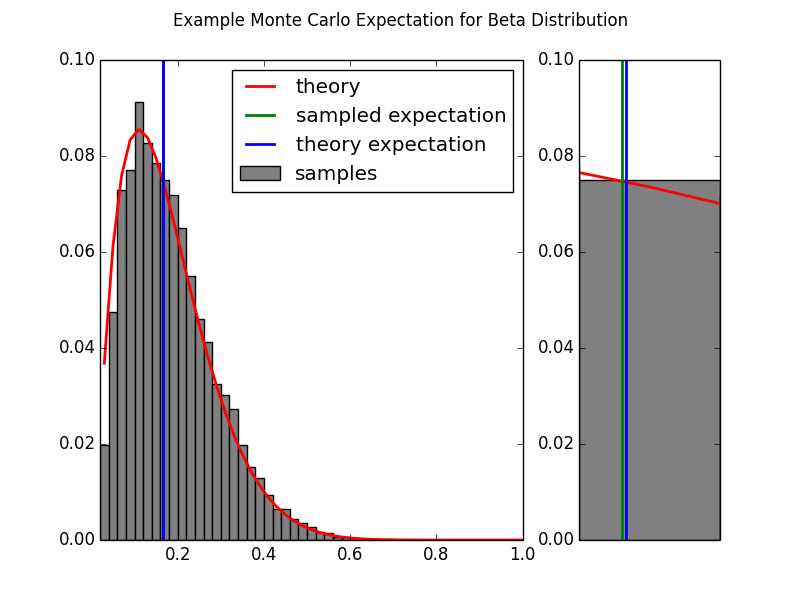 Example Monte Carlo Expectation for Beta Distribution
0.10
0.08
0.06
0.04
0.02
0.00
0.2 0.4 0.6 0.8 1.0
theory
sampled expectation
theory expectation
samples
0.10
0.08
0.06
0.04
0.02
0.00